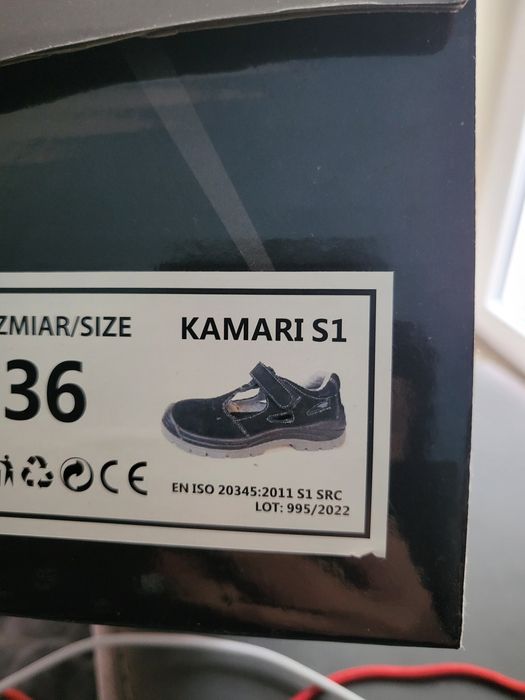 ZMIAR/SIZE
KAMARI S1
36
CE
EN ISO 20345:2011 S1 SRC
LOT: 995/2022